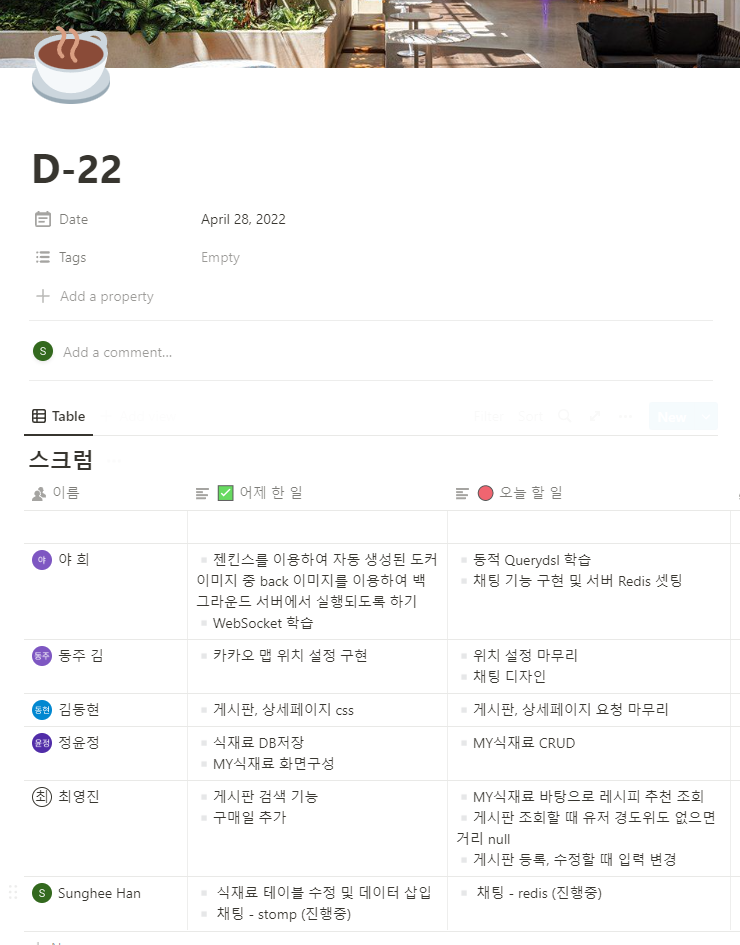 D-22
Date April 28, 2022
Tags Empty
Add a property
S Add a comment...
Table New
스크럼
이름 어제 한 일 오늘 할 일
야 야 희
▪ 젠킨스를 이용하여 자동 생성된 도커
이미지 중 back 이미지를 이용하여 백
그라운드 서버에서 실행되도록 하기
▪ WebSocket 학습
▪ 동적 Querydsl 학습
▪ 채팅 기능 구현 및 서버 Redis 셋팅
동주 동주 김
▪ 카카오 맵 위치 설정 구현
▪ 위치 설정 마무리
▪ 채팅 디자인
동현 김동현
▪ 게시판, 상세페이지 css
▪ 게시판, 상세페이지 요청 마무리
윤정 정윤정
▪ 식재료 DB저장
▪ MY식재료 화면구성
▪ MY식재료 CRUD
최 최영진
▪ 게시판 검색 기능
▪ 구매일 추가
▪ MY식재료 바탕으로 레시피 추천 조회
▪ 게시판 조회할 때 유저 경도위도 없으면
거리 null
▪ 게시판 등록, 수정할 때 입력 변경
S Sunghee Han
▪ 식재료 테이블 수정 및 데이터 삽입
▪ 채팅 - stomp (진행중)
▪ 채팅 - redis (진행중)